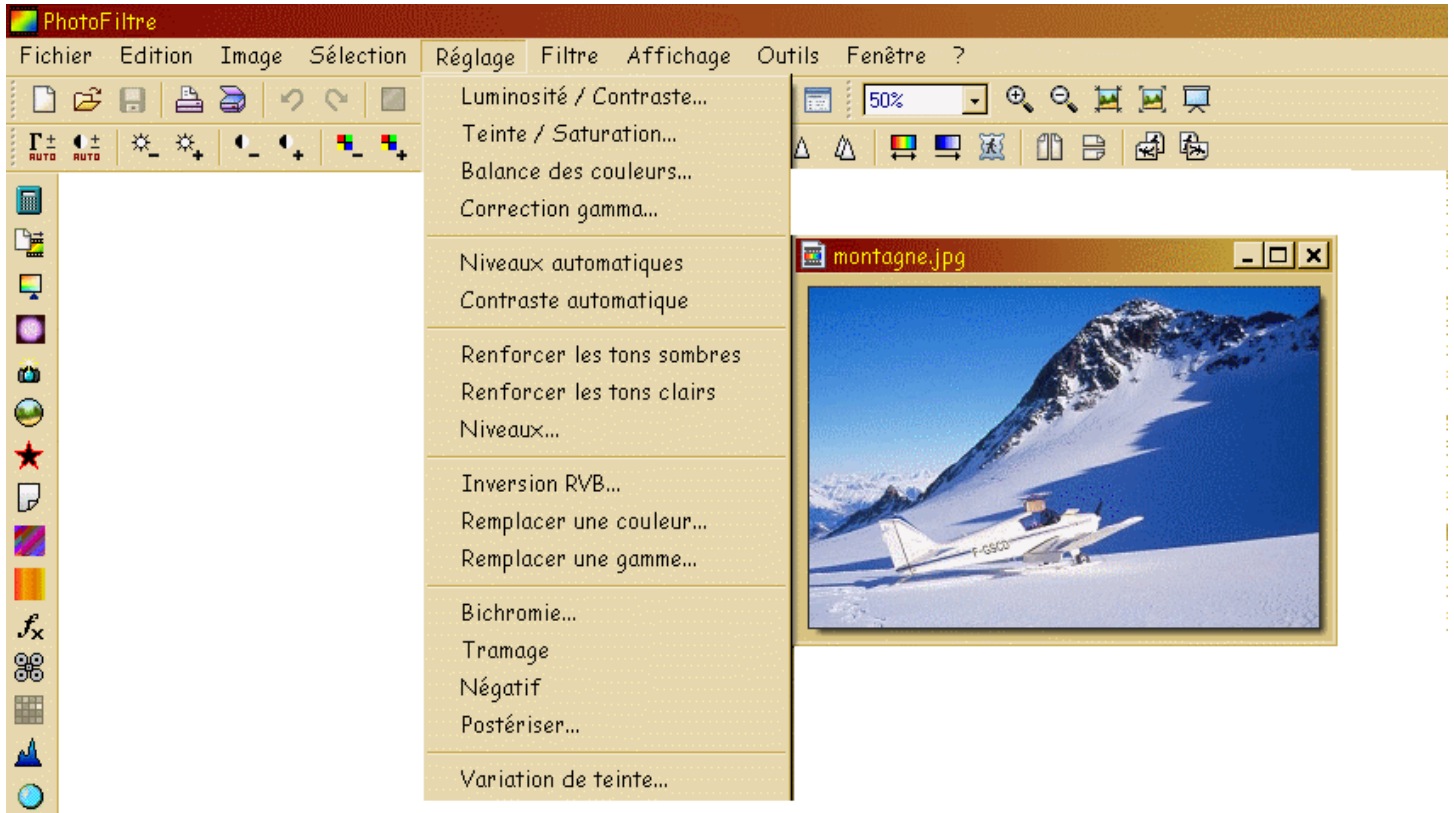 PhotoFiltre
Fichier Edition Image Sélection Réglage Filtre Affichage Outils Fenêtre ?
50%
AUTO AUTO
Luminosité / Contraste...
Teinte / Saturation...
Balance des couleurs...
Correction gamma...
Niveaux automatiques
Contraste automatique
Renforcer les tons sombres
Renforcer les tons clairs
Niveaux...
Inversion RVB...
Remplacer une couleur...
Remplacer une gamme...
Bichromie...
Tramage
Négatif
Postériser...
Variation de teinte...
montagne.jpg
F-GSCD
fx